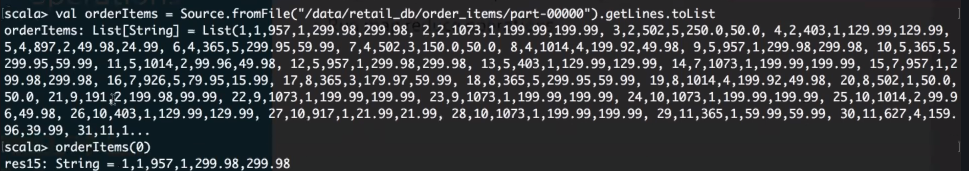 scala> val orderItems = Source.fromFile("/data/retail_db/order_items/part-00000").getLines.toList
orderItems: List[String] = List(1,1,957,1,299.98,299.98, 2,2,1073,1,199.99,199.99, 3,2,502,5,250.0,50.0, 4,2,403,1,129.99,129.99,
5,4,897,2,49.98,24.99, 6,4,365,5,299.95,59.99, 7,4,502,3,150.0,50.0, 8,4,1014,4,199.92,49.98, 9,5,957,1,299.98,299.98, 10,5,365,5,
299.95,59.99, 11,5,1014,2,99.96,49.98, 12,5,957,1,299.98,299.98, 13,5,403,1,129.99,129.99, 14,7,1073,1,199.99,199.99, 15,7,957,1,2
99.98,299.98, 16,7,926,5,79.95,15.99, 17,8,365,3,179.97,59.99, 18,8,365,5,299.95,59.99, 19,8,1014,4,199.92,49.98, 20,8,502,1,50.0,
50.0, 21,9,191,2,199.98,99.99, 22,9,1073,1,199.99,199.99, 23,9,1073,1,199.99,199.99, 24,10,1073,1,199.99,199.99, 25,10,1014,2,99.9
6,49.98, 26,10,403,1,129.99,129.99, 27,10,917,1,21.99,21.99, 28,10,1073,1,199.99,199.99, 29,11,365,1,59.99,59.99, 30,11,627,4,159.
96,39.99, 31,11,1...
scala> orderItems(0)
res15: String = 1,1,957,1,299.98,299.98